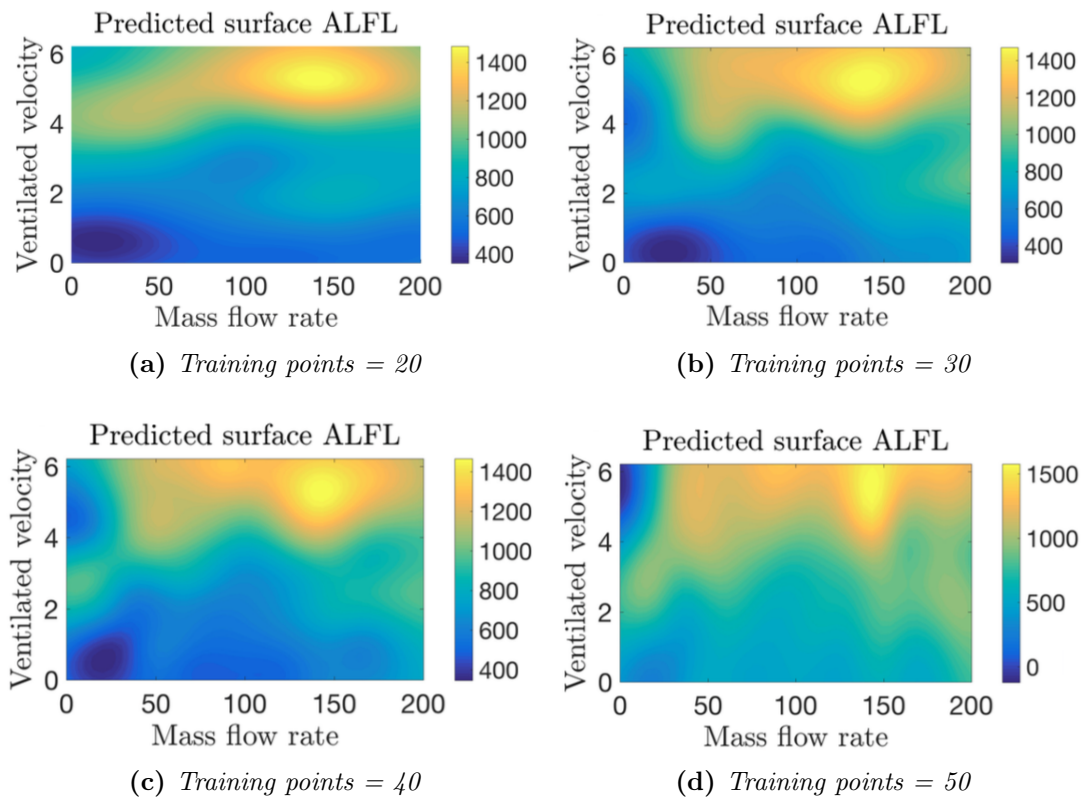 Predicted surface ALFL
Ventilated velocity
6
4
2
0
0 50 100 150 200
Mass flow rate
1400
1200
1000
800
600
400
(a) Training points = 20
Predicted surface ALFL
Ventilated velocity
6
4
2
0
0 50 100 150 200
Mass flow rate
1400
1200
1000
800
600
400
(b) Training points = 30
Predicted surface ALFL
Ventilated velocity
6
4
2
0
0 50 100 150 200
Mass flow rate
1400
1200
1000
800
600
400
(c) Training points = 40
Predicted surface ALFL
Ventilated velocity
6
4
2
0
0 50 100 150 200
Mass flow rate
1500
1000
500
0
(d) Training points = 50